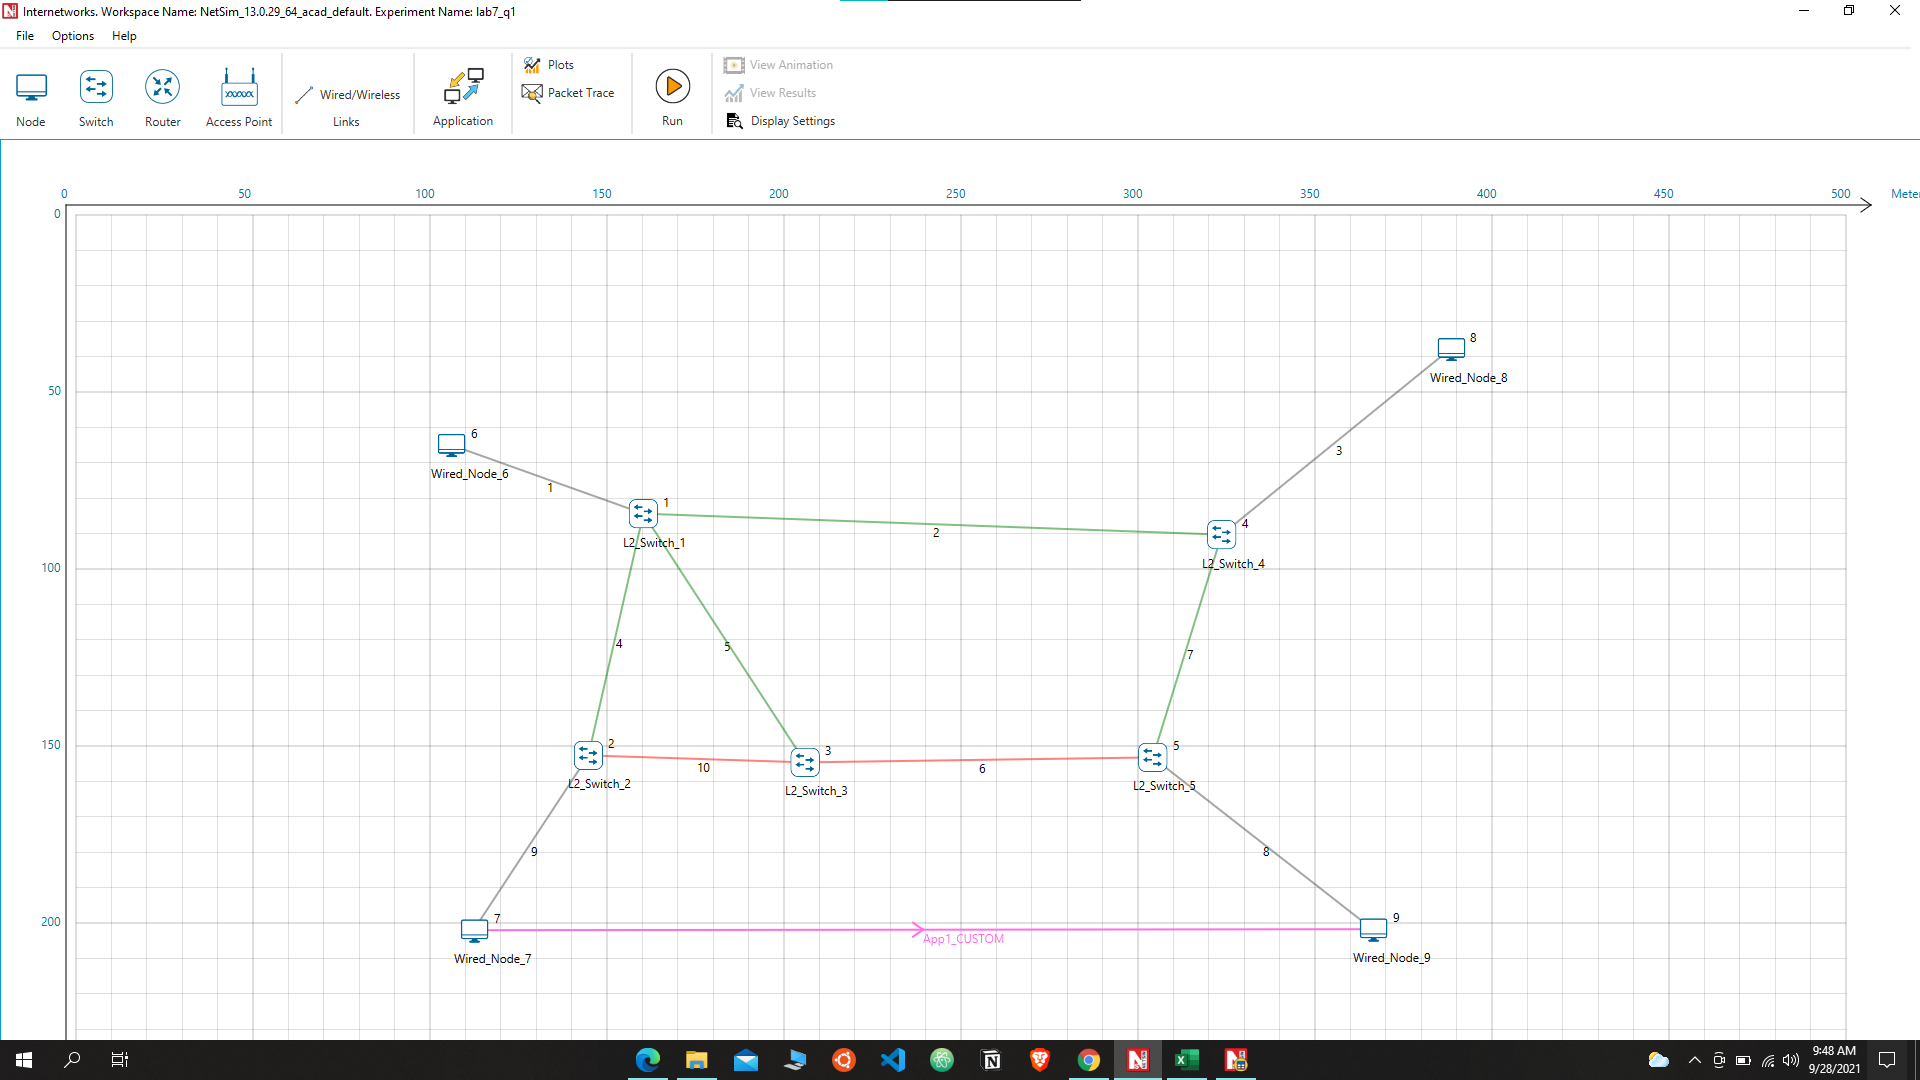 Internetworks. Workspace Name: NetSim_13.0.29_64_acad_default. Experiment Name: lab7_q1
File Options Help
Node
Switch
Router
Access Point
Wired/Wireless
Links
Application
Plots
Packet Trace
Run
View Animation
View Results
Display Settings
0 50 100 150 200 250 300 350 400 450 500 Meter
0
50
100
150
200
8
Wired_Node_8
6
Wired_Node_6
1
3
1
L2_Switch_1
2
4
L2_Switch_4
4
5
7
2
L2_Switch_2
10
3
L2_Switch_3
6
5
L2_Switch_5
9
8
7
Wired_Node_7
App1_CUSTOM
9
Wired_Node_9
9:48 AM
9/28/2021